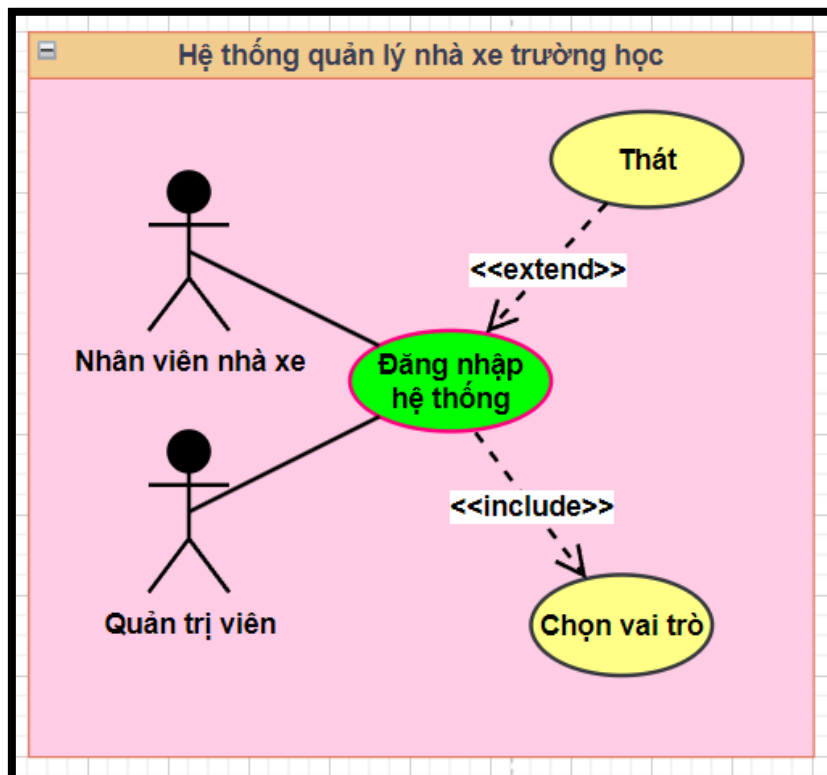 Hệ thống quản lý nhà xe trường học
Thát
<<extend>>
Nhân viên nhà xe
Đăng nhập
hệ thống
<<include>>
Quản trị viên
Chọn vai trò